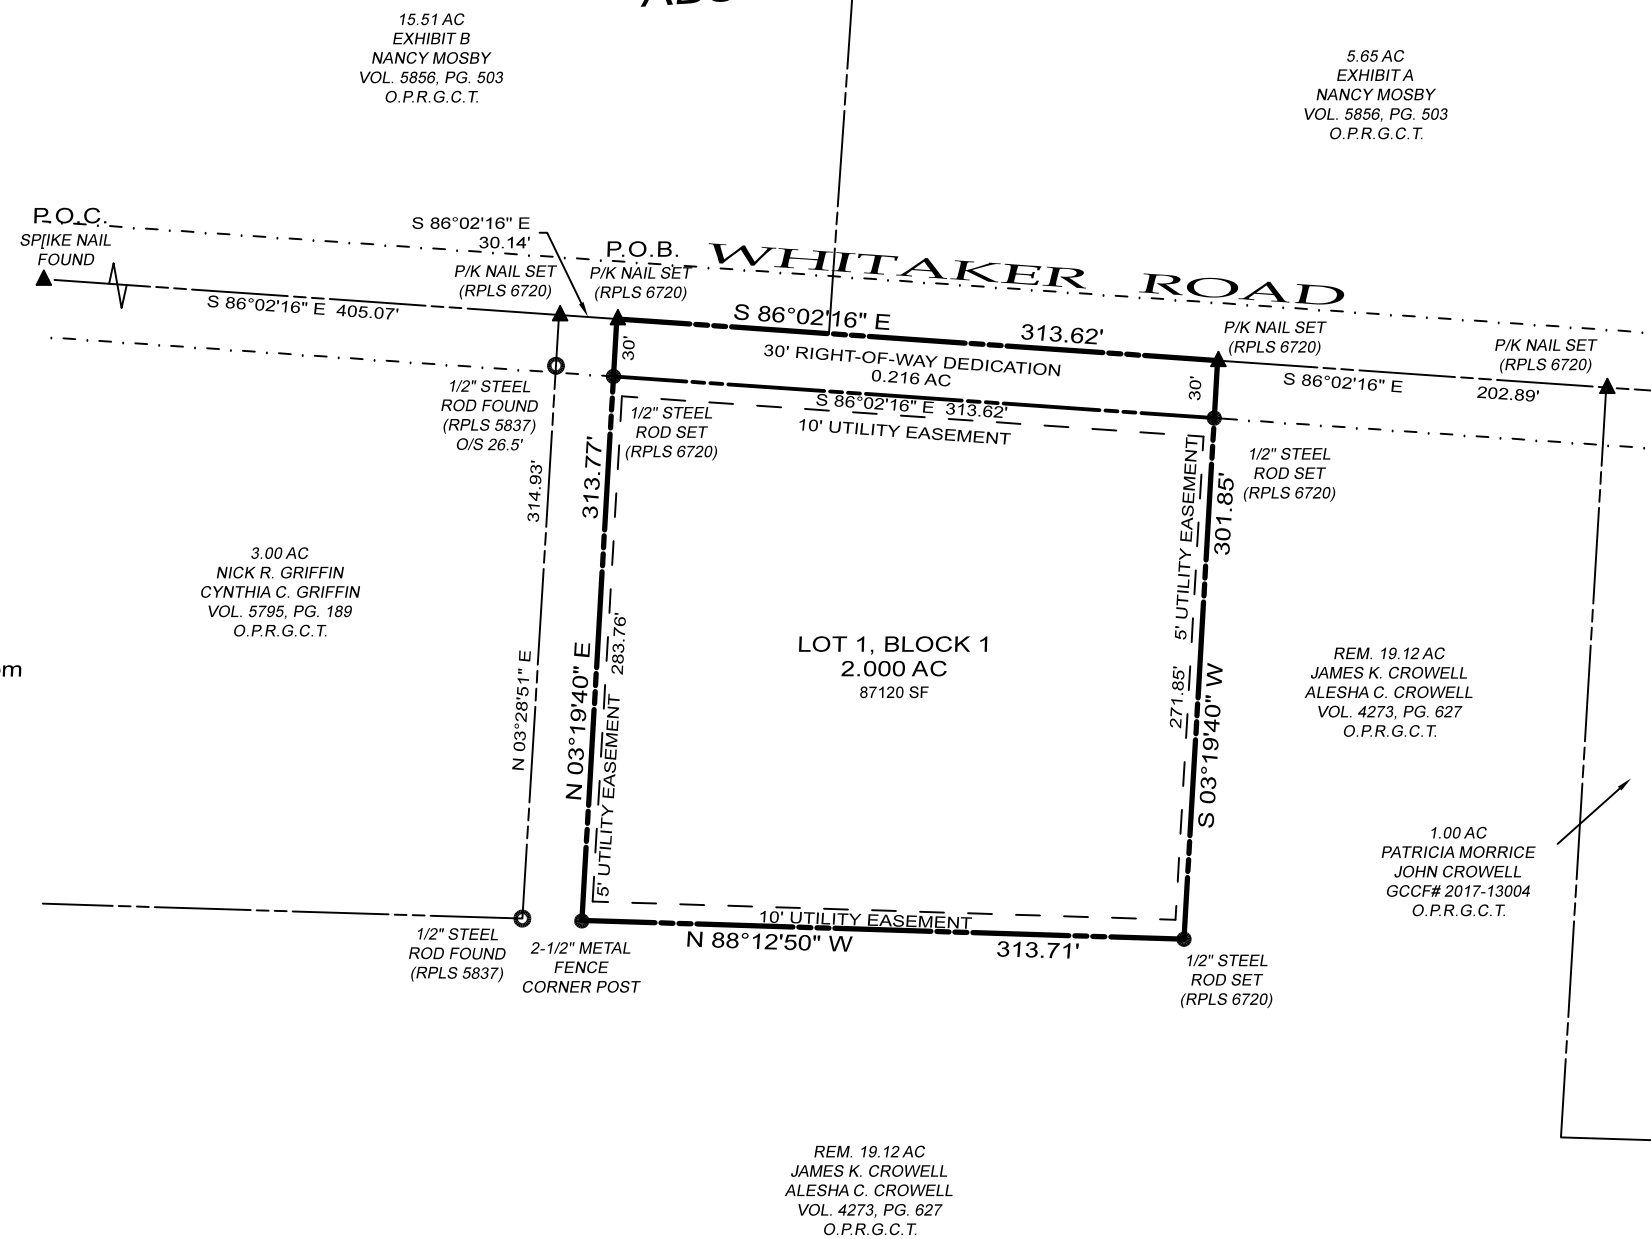 15.51 AC
EXHIBIT B
NANCY MOSBY
VOL. 5856, PG. 503
O.P.R.G.C.T.
5.65 AC
EXHIBIT A
NANCY MOSBY
VOL. 5856, PG. 503
O.P.R.G.C.T.
P.O.C.
SP[IKE NAIL
FOUND
S 86°02'16" E
30.14'
P/K NAIL SET
(RPLS 6720)
P.O.B.
P/K NAIL SET
(RPLS 6720)
WHITAKER ROAD
S 86°02'16" E 405.07'
S 86°02'16" E 313.62'
P/K NAIL SET
(RPLS 6720)
P/K NAIL SET
(RPLS 6720)
30'
30' RIGHT-OF-WAY DEDICATION
0.216 AC
30'
S 86°02'16" E 202.89'
S 86°02'16" E 313.62'
10' UTILITY EASEMENT
1/2" STEEL
ROD FOUND
(RPLS 5837)
O/S 26.5'
1/2" STEEL
ROD SET
(RPLS 6720)
1/2" STEEL
ROD SET
(RPLS 6720)
314.93'
N 03°28'51" E
313.77'
N 03°19'40" E
283.76'
5' UTILITY EASEMENT
5' UTILITY EASEMENT
271.85'
301.85'
S 03°19'40" W
3.00 AC
NICK R. GRIFFIN
CYNTHIA C. GRIFFIN
VOL. 5795, PG. 189
O.P.R.G.C.T.
LOT 1, BLOCK 1
2.000 AC
87120 SF
REM. 19.12 AC
JAMES K. CROWELL
ALESHA C. CROWELL
VOL. 4273, PG. 627
O.P.R.G.C.T.
1.00 AC
PATRICIA MORRICE
JOHN CROWELL
GCCF# 2017-13004
O.P.R.G.C.T.
10' UTILITY EASEMENT
N 88°12'50" W 313.71'
1/2" STEEL
ROD FOUND
(RPLS 5837)
2-1/2" METAL
FENCE
CORNER POST
1/2" STEEL
ROD SET
(RPLS 6720)
REM. 19.12 AC
JAMES K. CROWELL
ALESHA C. CROWELL
VOL. 4273, PG. 627
O.P.R.G.C.T.